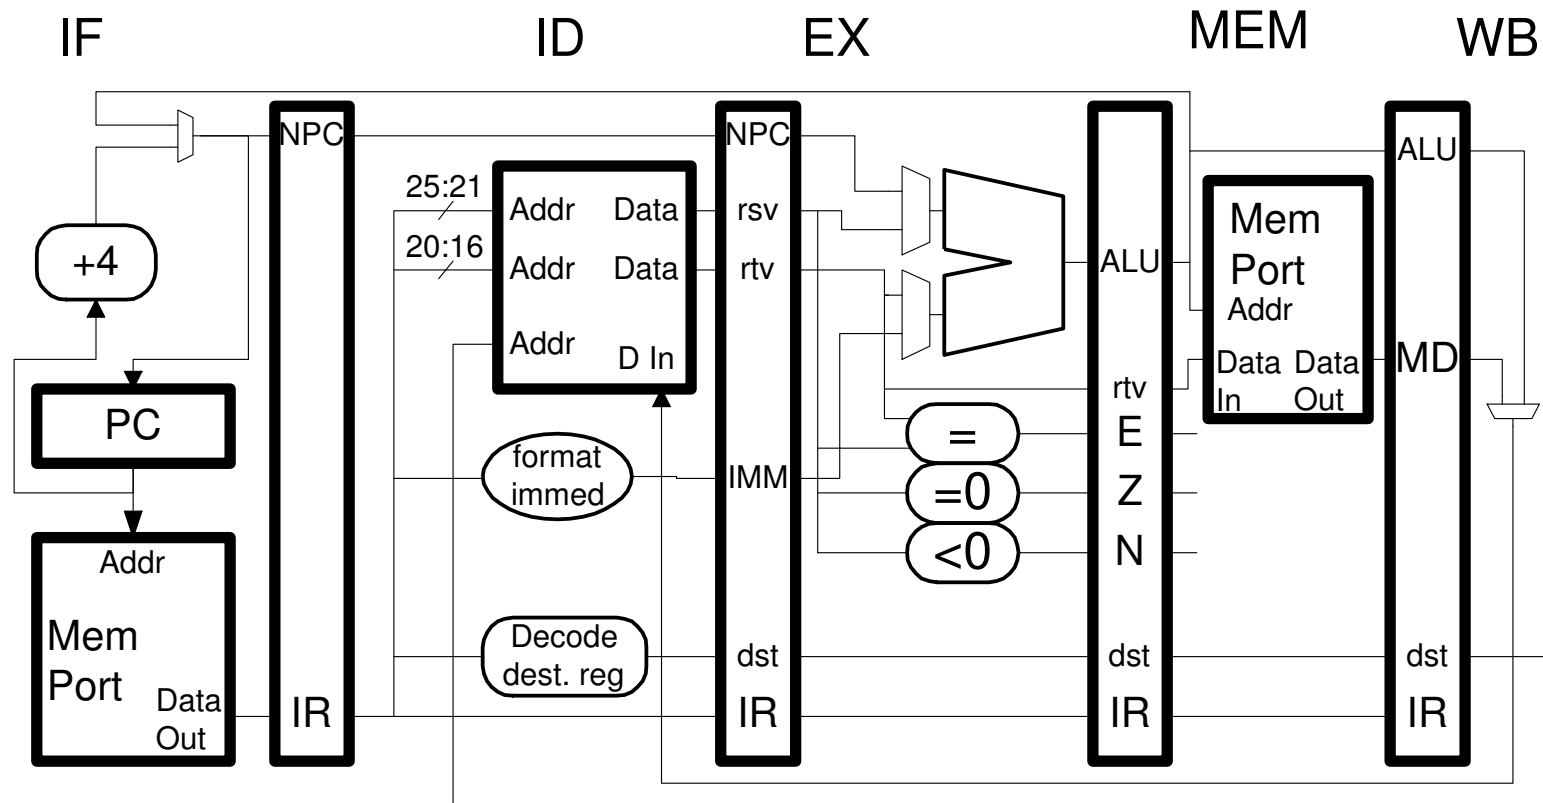 IF
ID
EX
MEM
WB
+4
PC
Addr
Mem
Port
Data
Out
NPC
IR
25:21
20:16
Addr
Data
Addr
Data
Addr
D In
format
immed
Decode
dest. reg
NPC
rsv
rtv
IMM
dst
IR
=
=0
<0
ALU
rtv
E
Z
N
dst
IR
Mem
Port
Addr
Data
In
Data
Out
ALU
MD
dst
IR